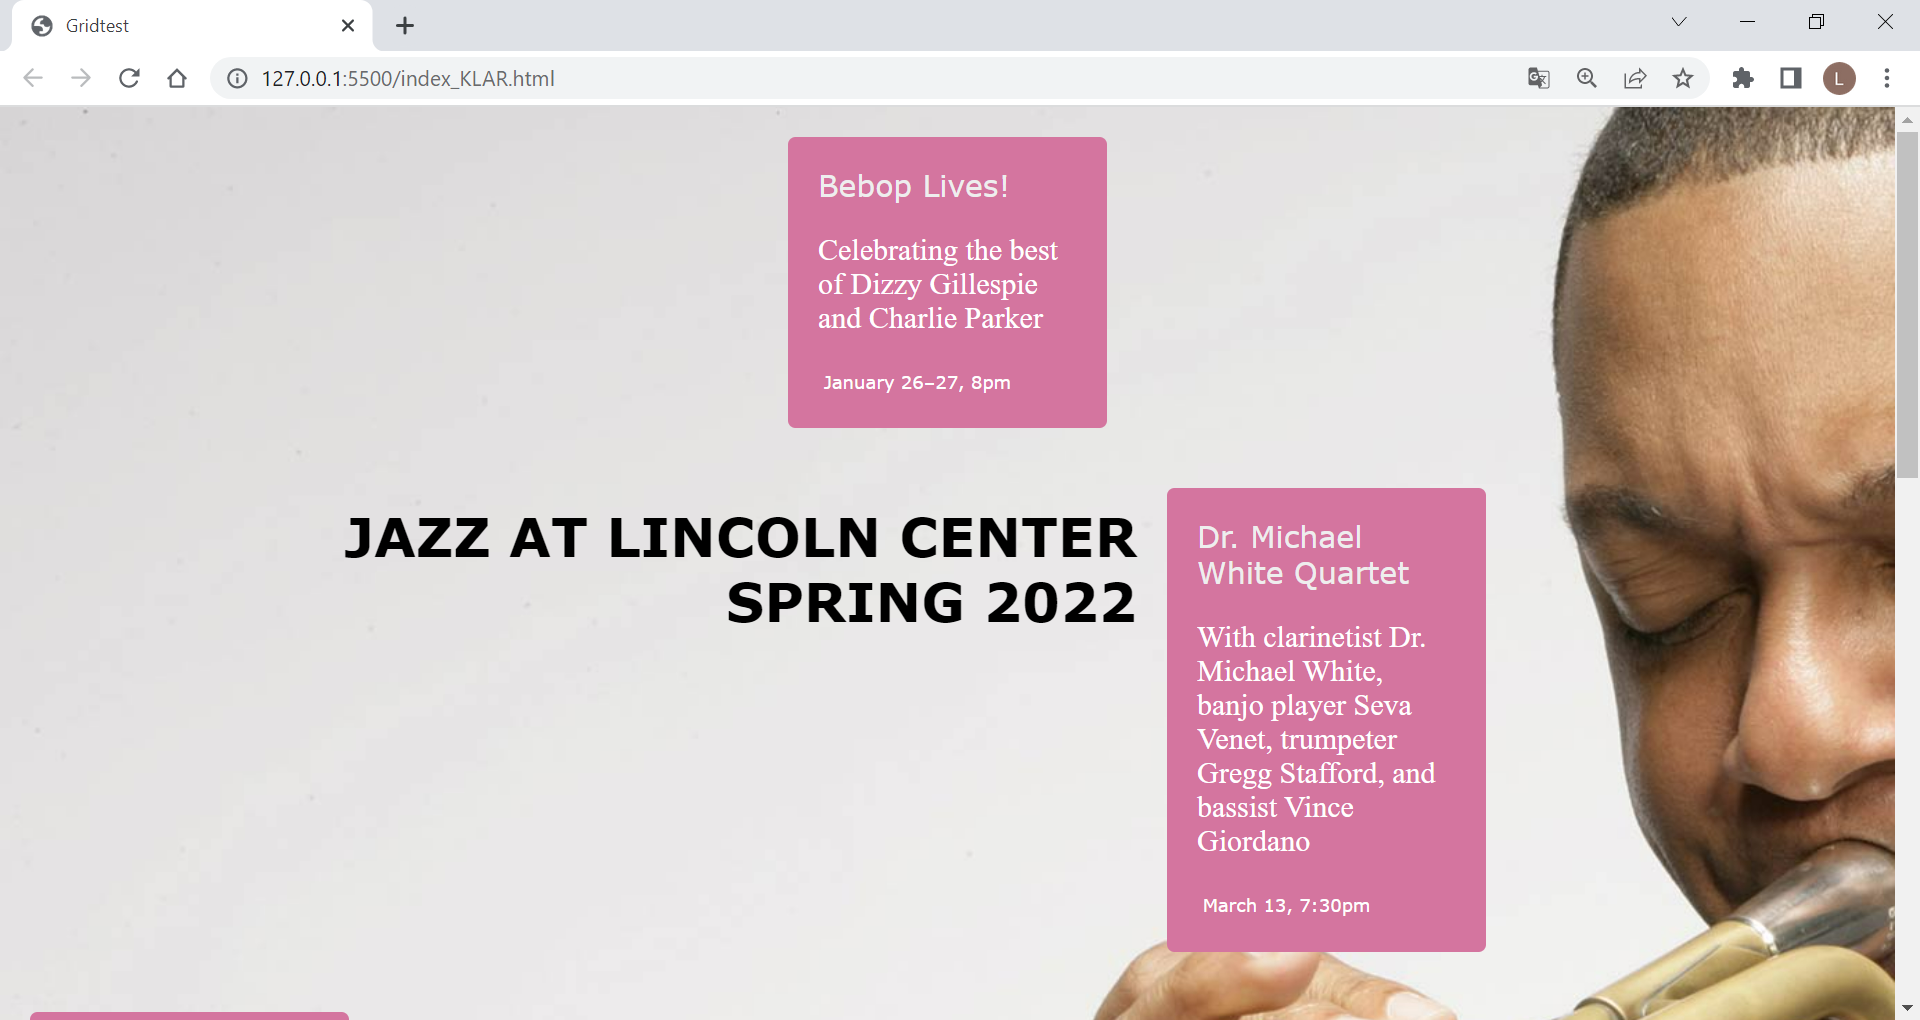 Gridtest
127.0.0.1:5500/index_KLAR.html
L
Bebop Lives!
Celebrating the best
of Dizzy Gillespie
and Charlie Parker
January 26–27, 8pm
JAZZ AT LINCOLN CENTER
SPRING 2022
Dr. Michael
White Quartet
With clarinetist Dr.
Michael White,
banjo player Seva
Venet, trumpeter
Gregg Stafford, and
bassist Vince
Giordano
March 13, 7:30pm